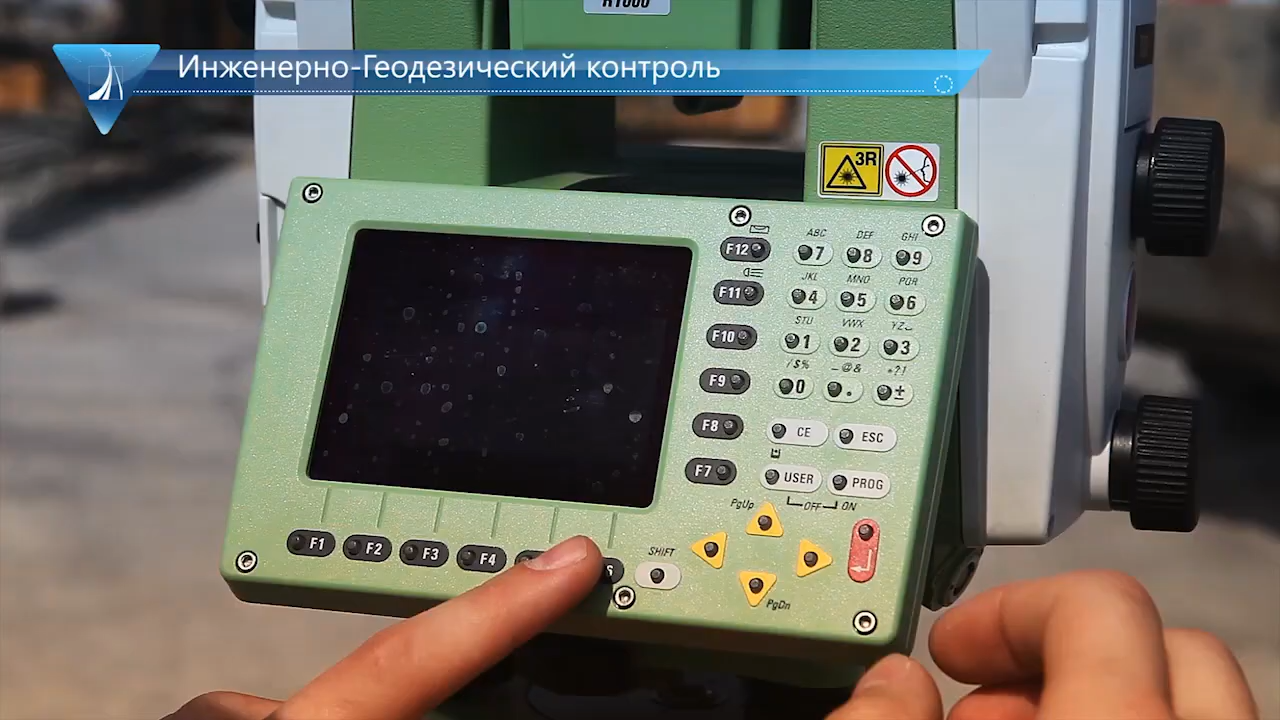 R1000
Инженерно-Геодезический контроль
3R
F12
F11
F10
F9
F8
F7
ABC
DEF
GHI
7
8
9
JKL
MNO
PQR
4
5
6
STU
VWX
YZ
1
2
3
/$%
_@&
*?!
0
.
±
CE
ESC
USER
PROG
OFF
ON
PgUp
PgDn
SHIFT
F1
F2
F3
F4